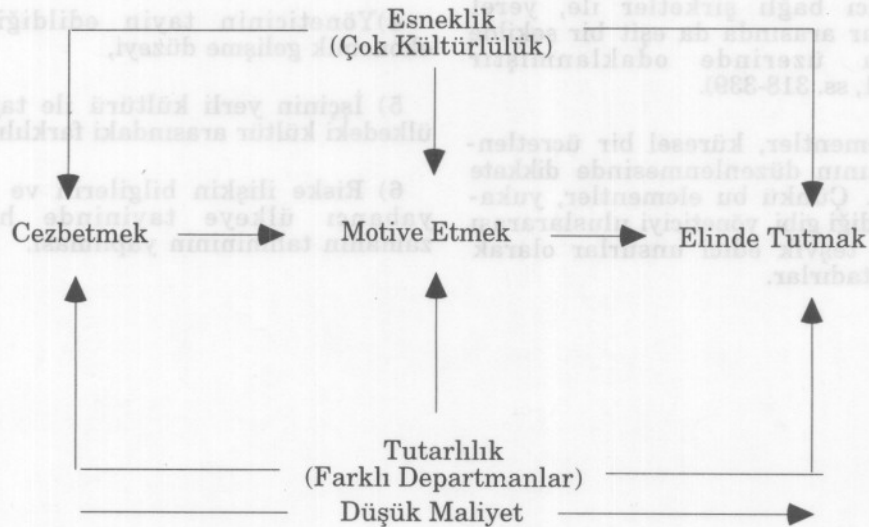 Esneklik
(Çok Kültürlülük)
Cezbetmek
Motive Etmek
Elinde Tutmak
Tutarlılık
(Farklı Departmanlar)
Düşük Maliyet